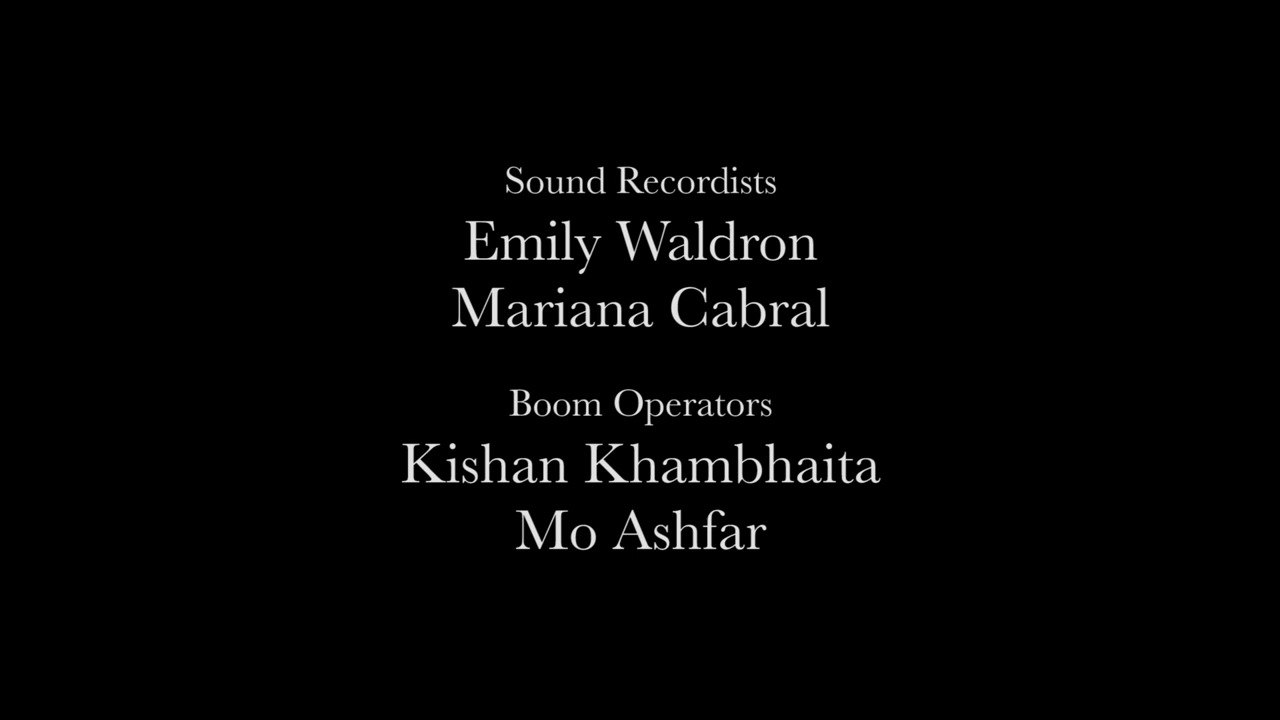 Sound Recordists
Emily Waldron
Mariana Cabral
Boom Operators
Kishan Khambhaita
Mo Ashfar